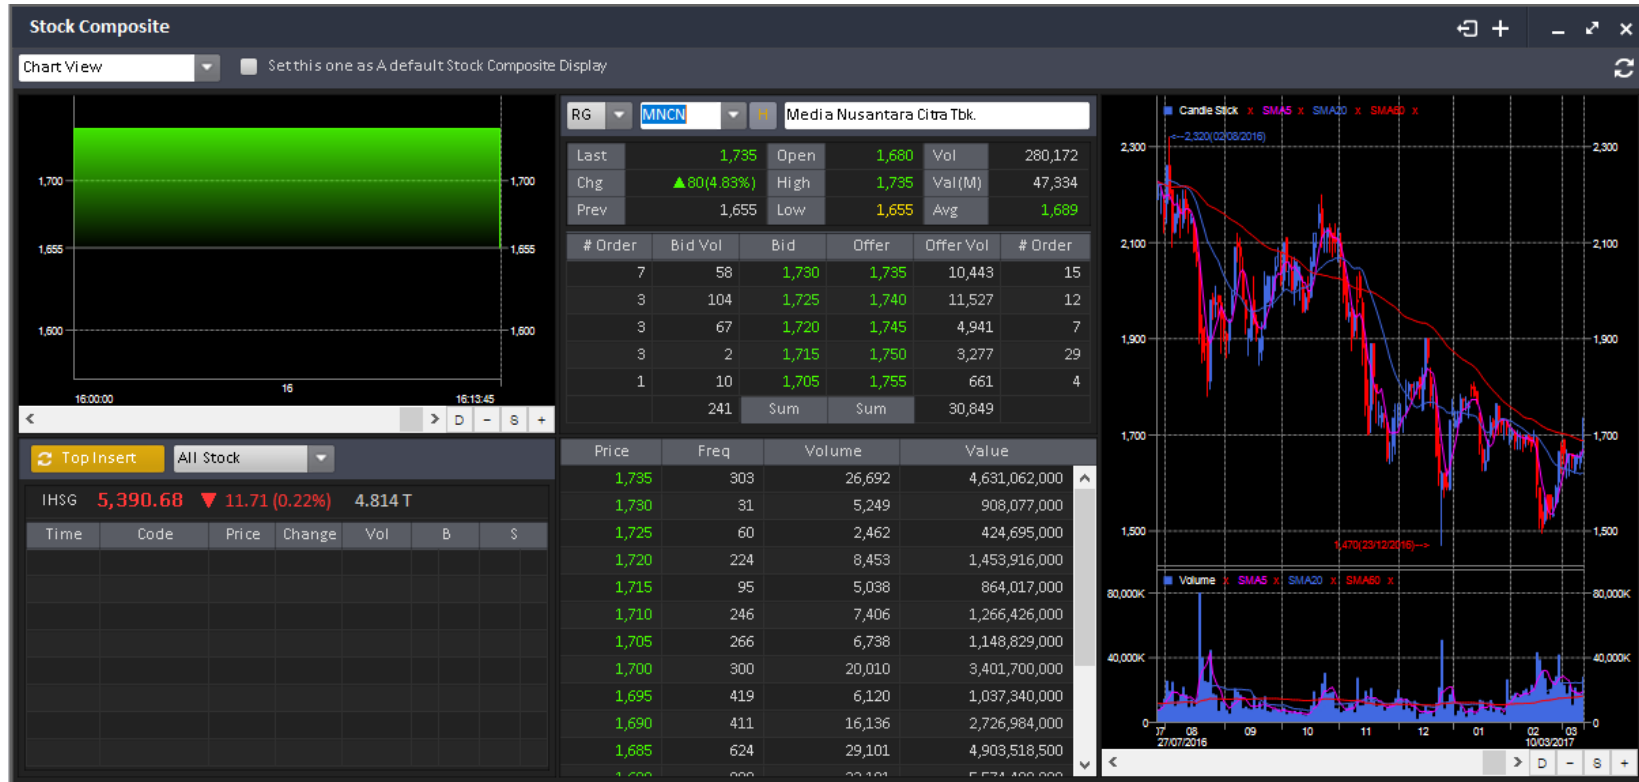 Stock Composite
Chart View Set this one as A default Stock Composite Display
1,700 1,700
1,655 1,655
1,600 1,600
16
16:00:00 16:13:45
D - S +
RG MNCN H Media Nusantara Citra Tbk.
Last 1,735 Open 1,680 Vol 280,172
Chg ▲80(4.83%) High 1,735 Val(M) 47,334
Prev 1,655 Low 1,655 Avg 1,689
# Order Bid Vol Bid Offer Offer Vol # Order
7 58 1,730 1,735 10,443 15
3 104 1,725 1,740 11,527 12
3 67 1,720 1,745 4,941 7
3 2 1,715 1,750 3,277 29
1 10 1,705 1,755 661 4
241 Sum Sum 30,849
Top Insert All Stock
IHSG 5,390.68 ▼ 11.71 (0.22%) 4.814 T
Time Code Price Change Vol B S
Price Freq Volume Value
1,735 303 26,692 4,631,062,000
1,730 31 5,249 908,077,000
1,725 60 2,462 424,695,000
1,720 224 8,453 1,453,916,000
1,715 95 5,038 864,017,000
1,710 246 7,406 1,266,426,000
1,705 266 6,738 1,148,829,000
1,700 300 20,010 3,401,700,000
1,695 419 6,120 1,037,340,000
1,690 411 16,136 2,726,984,000
1,685 624 29,101 4,903,518,500
Candle Stick x SMA5 x SMA20 x SMA60 x
<--2,320(02/08/2016)
2,300 2,300
2,100 2,100
1,900 1,900
1,700 1,700
1,500 1,500
1,470(23/12/2016)-->
Volume x SMA5 x SMA20 x SMA60 x
80,000K 80,000K
40,000K 40,000K
0 0
07 08 09 10 11 12 01 02 03
27/07/2016 10/03/2017
D - S +